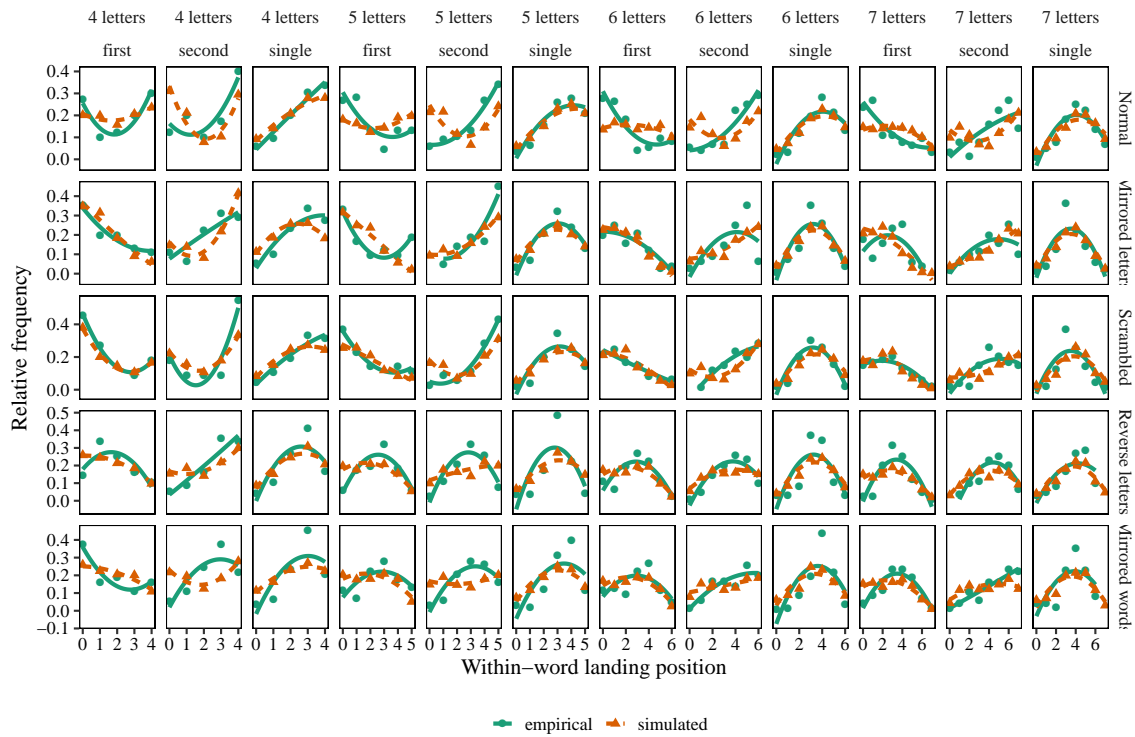 4 letters 4 letters 4 letters 5 letters 5 letters 5 letters 6 letters 6 letters 6 letters 7 letters 7 letters 7 letters
first second single first second single first second single first second single
0.4
0.3
0.2
0.1
0.0
Normal
0.4
0.3
0.2
0.1
0.0
Mirrored letters
0.4
0.2
0.0
Scrambled
0.5
0.4
0.3
0.2
0.1
0.0
Reverse letters
0.4
0.3
0.2
0.1
0.0
−0.1
Mirrored words
Relative frequency
0 1 2 3 4 0 1 2 3 4 0 1 2 3 4 0 1 2 3 4 5 0 1 2 3 4 5 0 1 2 3 4 5 0 2 4 6 0 2 4 6 0 2 4 6 0 2 4 6 0 2 4 6 0 2 4 6
Within−word landing position
empirical simulated